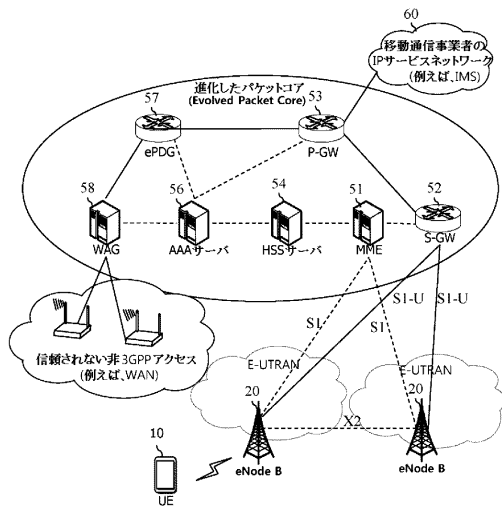 60
移動通信事業者の
IPサービスネットワーク
(例えば、IMS)
進化したパケットコア
(Evolved Packet Core)
57
ePDG
53
P-GW
58
WAG
56
AAAサーバ
54
HSSサーバ
51
MME
52
S-GW
信頼されない非3GPPアクセス
(例えば、WAN)
S1
S1-U
S1
S1-U
E-UTRAN
20
eNode B
X2
E-UTRAN
20
eNode B
10
UE